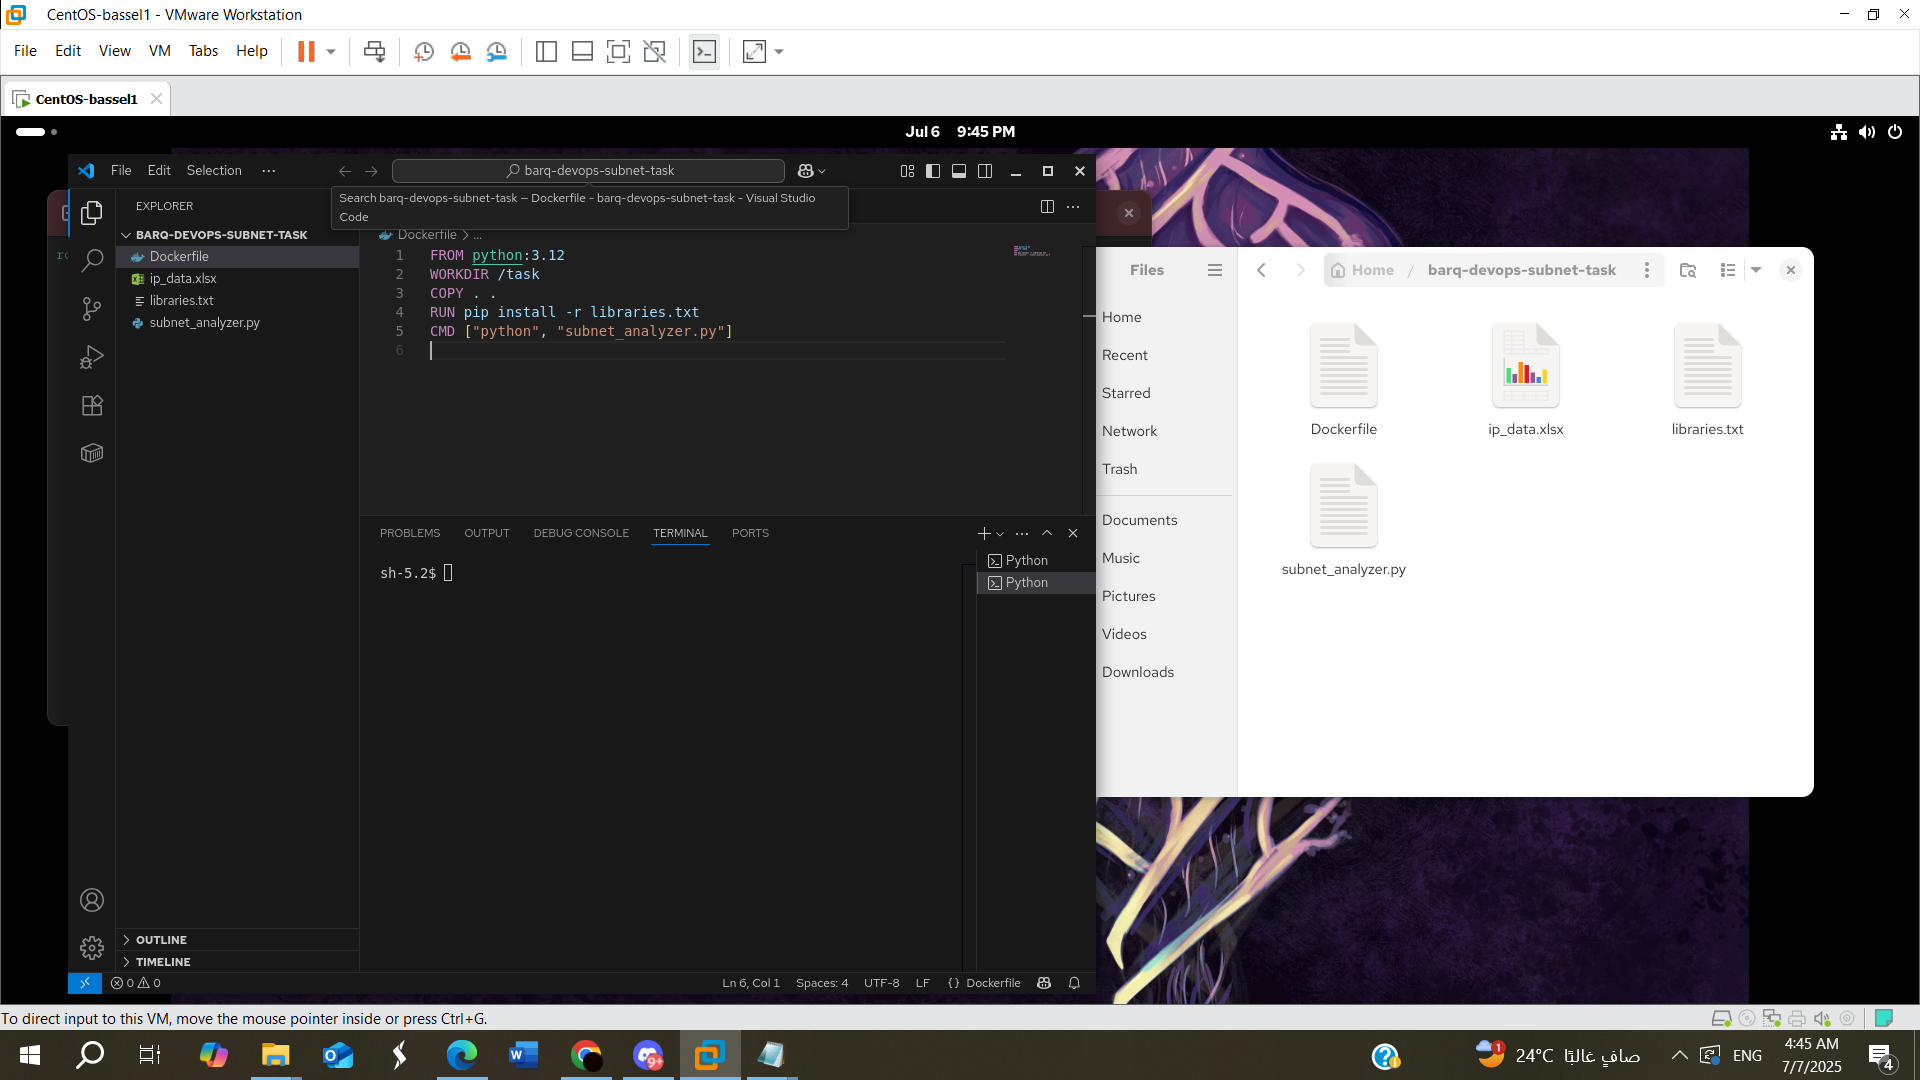 CentOS-bassel1 - VMware Workstation
File Edit View VM Tabs Help
CentOS-bassel1
Jul 6 9:45 PM
File Edit Selection ···
barq-devops-subnet-task
Search barq-devops-subnet-task — Dockerfile - barq-devops-subnet-task - Visual Studio
Code
EXPLORER
BARQ-DEVOPS-SUBNET-TASK
Dockerfile
ip_data.xlsx
libraries.txt
subnet_analyzer.py
Dockerfile > ...
1 FROM python:3.12
2 WORKDIR /task
3 COPY . .
4 RUN pip install -r libraries.txt
5 CMD ["python", "subnet_analyzer.py"]
6
PROBLEMS OUTPUT DEBUG CONSOLE TERMINAL PORTS
sh-5.2$
Python
Python
OUTLINE
TIMELINE
0 0
Ln 6, Col 1 Spaces: 4 UTF-8 LF {} Dockerfile
Files
Home / barq-devops-subnet-task
Home
Recent
Starred
Network
Trash
Documents
Music
Pictures
Videos
Downloads
Dockerfile
ip_data.xlsx
libraries.txt
subnet_analyzer.py
To direct input to this VM, move the mouse pointer inside or press Ctrl+G.
9+
1
24°C صافٍ غالبًا
ENG
4:45 AM
7/7/2025
4